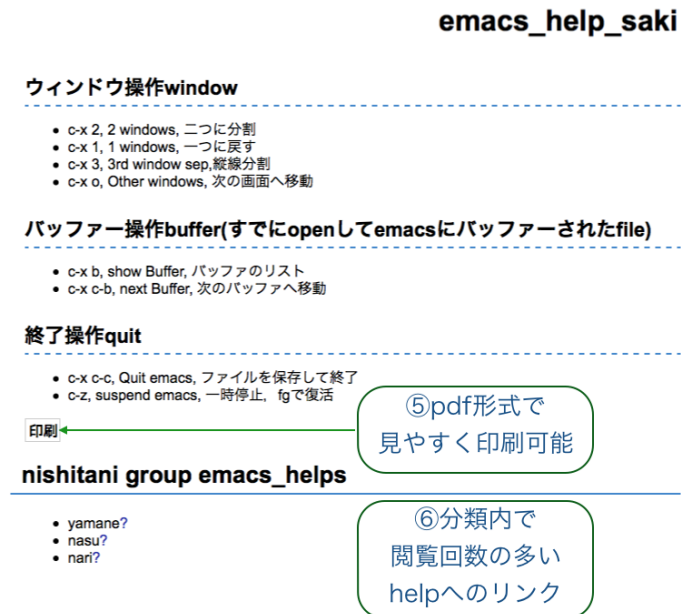 emacs_help_saki
ウィンドウ操作window
c-x 2, 2 windows, 二つに分割
c-x 1, 1 windows, 一つに戻す
c-x 3, 3rd window sep,縦線分割
c-x o, Other windows, 次の画面へ移動
バッファー操作buffer(すでにopenしてemacsにバッファーされたfile)
c-x b, show Buffer, バッファのリスト
c-x c-b, next Buffer, 次のバッファへ移動
終了操作quit
c-x c-c, Quit emacs, ファイルを保存して終了
c-z, suspend emacs, 一時停止, fgで復活
⑤pdf形式で
見やすく印刷可能
印刷
nishitani group emacs_helps
yamane?
nasu?
nari?
⑥分類内で
閲覧回数の多い
helpへのリンク